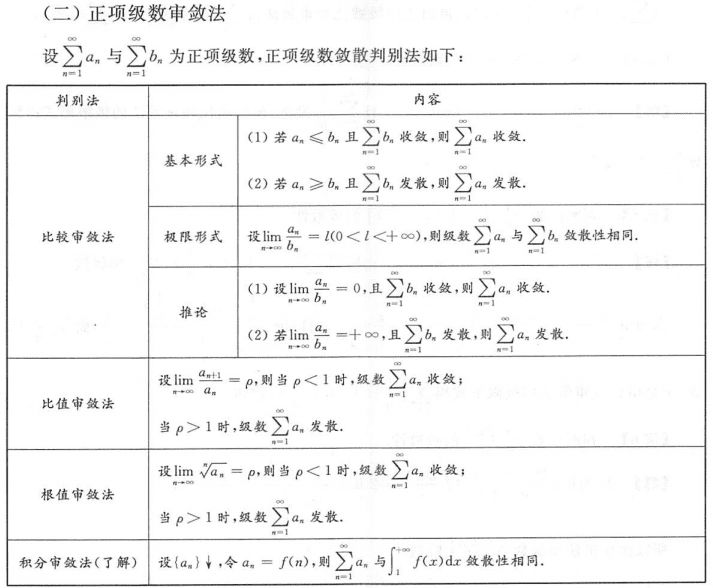 (二)正项级数审敛法
设 $\sum_{n=1}^{\infty} a_n$ 与 $\sum_{n=1}^{\infty} b_n$ 为正项级数,正项级数敛散判别法如下:
判别法 内容
比较审敛法
基本形式
(1) 若 $a_n \leqslant b_n$ 且 $\sum_{n=1}^{\infty} b_n$ 收敛,则 $\sum_{n=1}^{\infty} a_n$ 收敛.
(2) 若 $a_n \geqslant b_n$ 且 $\sum_{n=1}^{\infty} b_n$ 发散,则 $\sum_{n=1}^{\infty} a_n$ 发散.
极限形式
设 $\lim_{n\to\infty} \frac{a_n}{b_n} = l(0<l<+\infty)$,则级数 $\sum_{n=1}^{\infty} a_n$ 与 $\sum_{n=1}^{\infty} b_n$ 敛散性相同.
推论
(1) 设 $\lim_{n\to\infty} \frac{a_n}{b_n} = 0$,且 $\sum_{n=1}^{\infty} b_n$ 收敛,则 $\sum_{n=1}^{\infty} a_n$ 收敛.
(2) 若 $\lim_{n\to\infty} \frac{a_n}{b_n} = +\infty$,且 $\sum_{n=1}^{\infty} b_n$ 发散,则 $\sum_{n=1}^{\infty} a_n$ 发散.
比值审敛法
设 $\lim_{n\to\infty} \frac{a_{n+1}}{a_n} = \rho$,则当 $\rho<1$ 时,级数 $\sum_{n=1}^{\infty} a_n$ 收敛;
当 $\rho>1$ 时,级数 $\sum_{n=1}^{\infty} a_n$ 发散.
根值审敛法
设 $\lim_{n\to\infty} \sqrt[n]{a_n} = \rho$,则当 $\rho<1$ 时,级数 $\sum_{n=1}^{\infty} a_n$ 收敛;
当 $\rho>1$ 时,级数 $\sum_{n=1}^{\infty} a_n$ 发散.
积分审敛法(了解)
设$\{a_n\}\downarrow$,令 $a_n = f(n)$,则 $\sum_{n=1}^{\infty} a_n$ 与 $\int_{1}^{+\infty} f(x)\mathrm{d}x$ 敛散性相同.